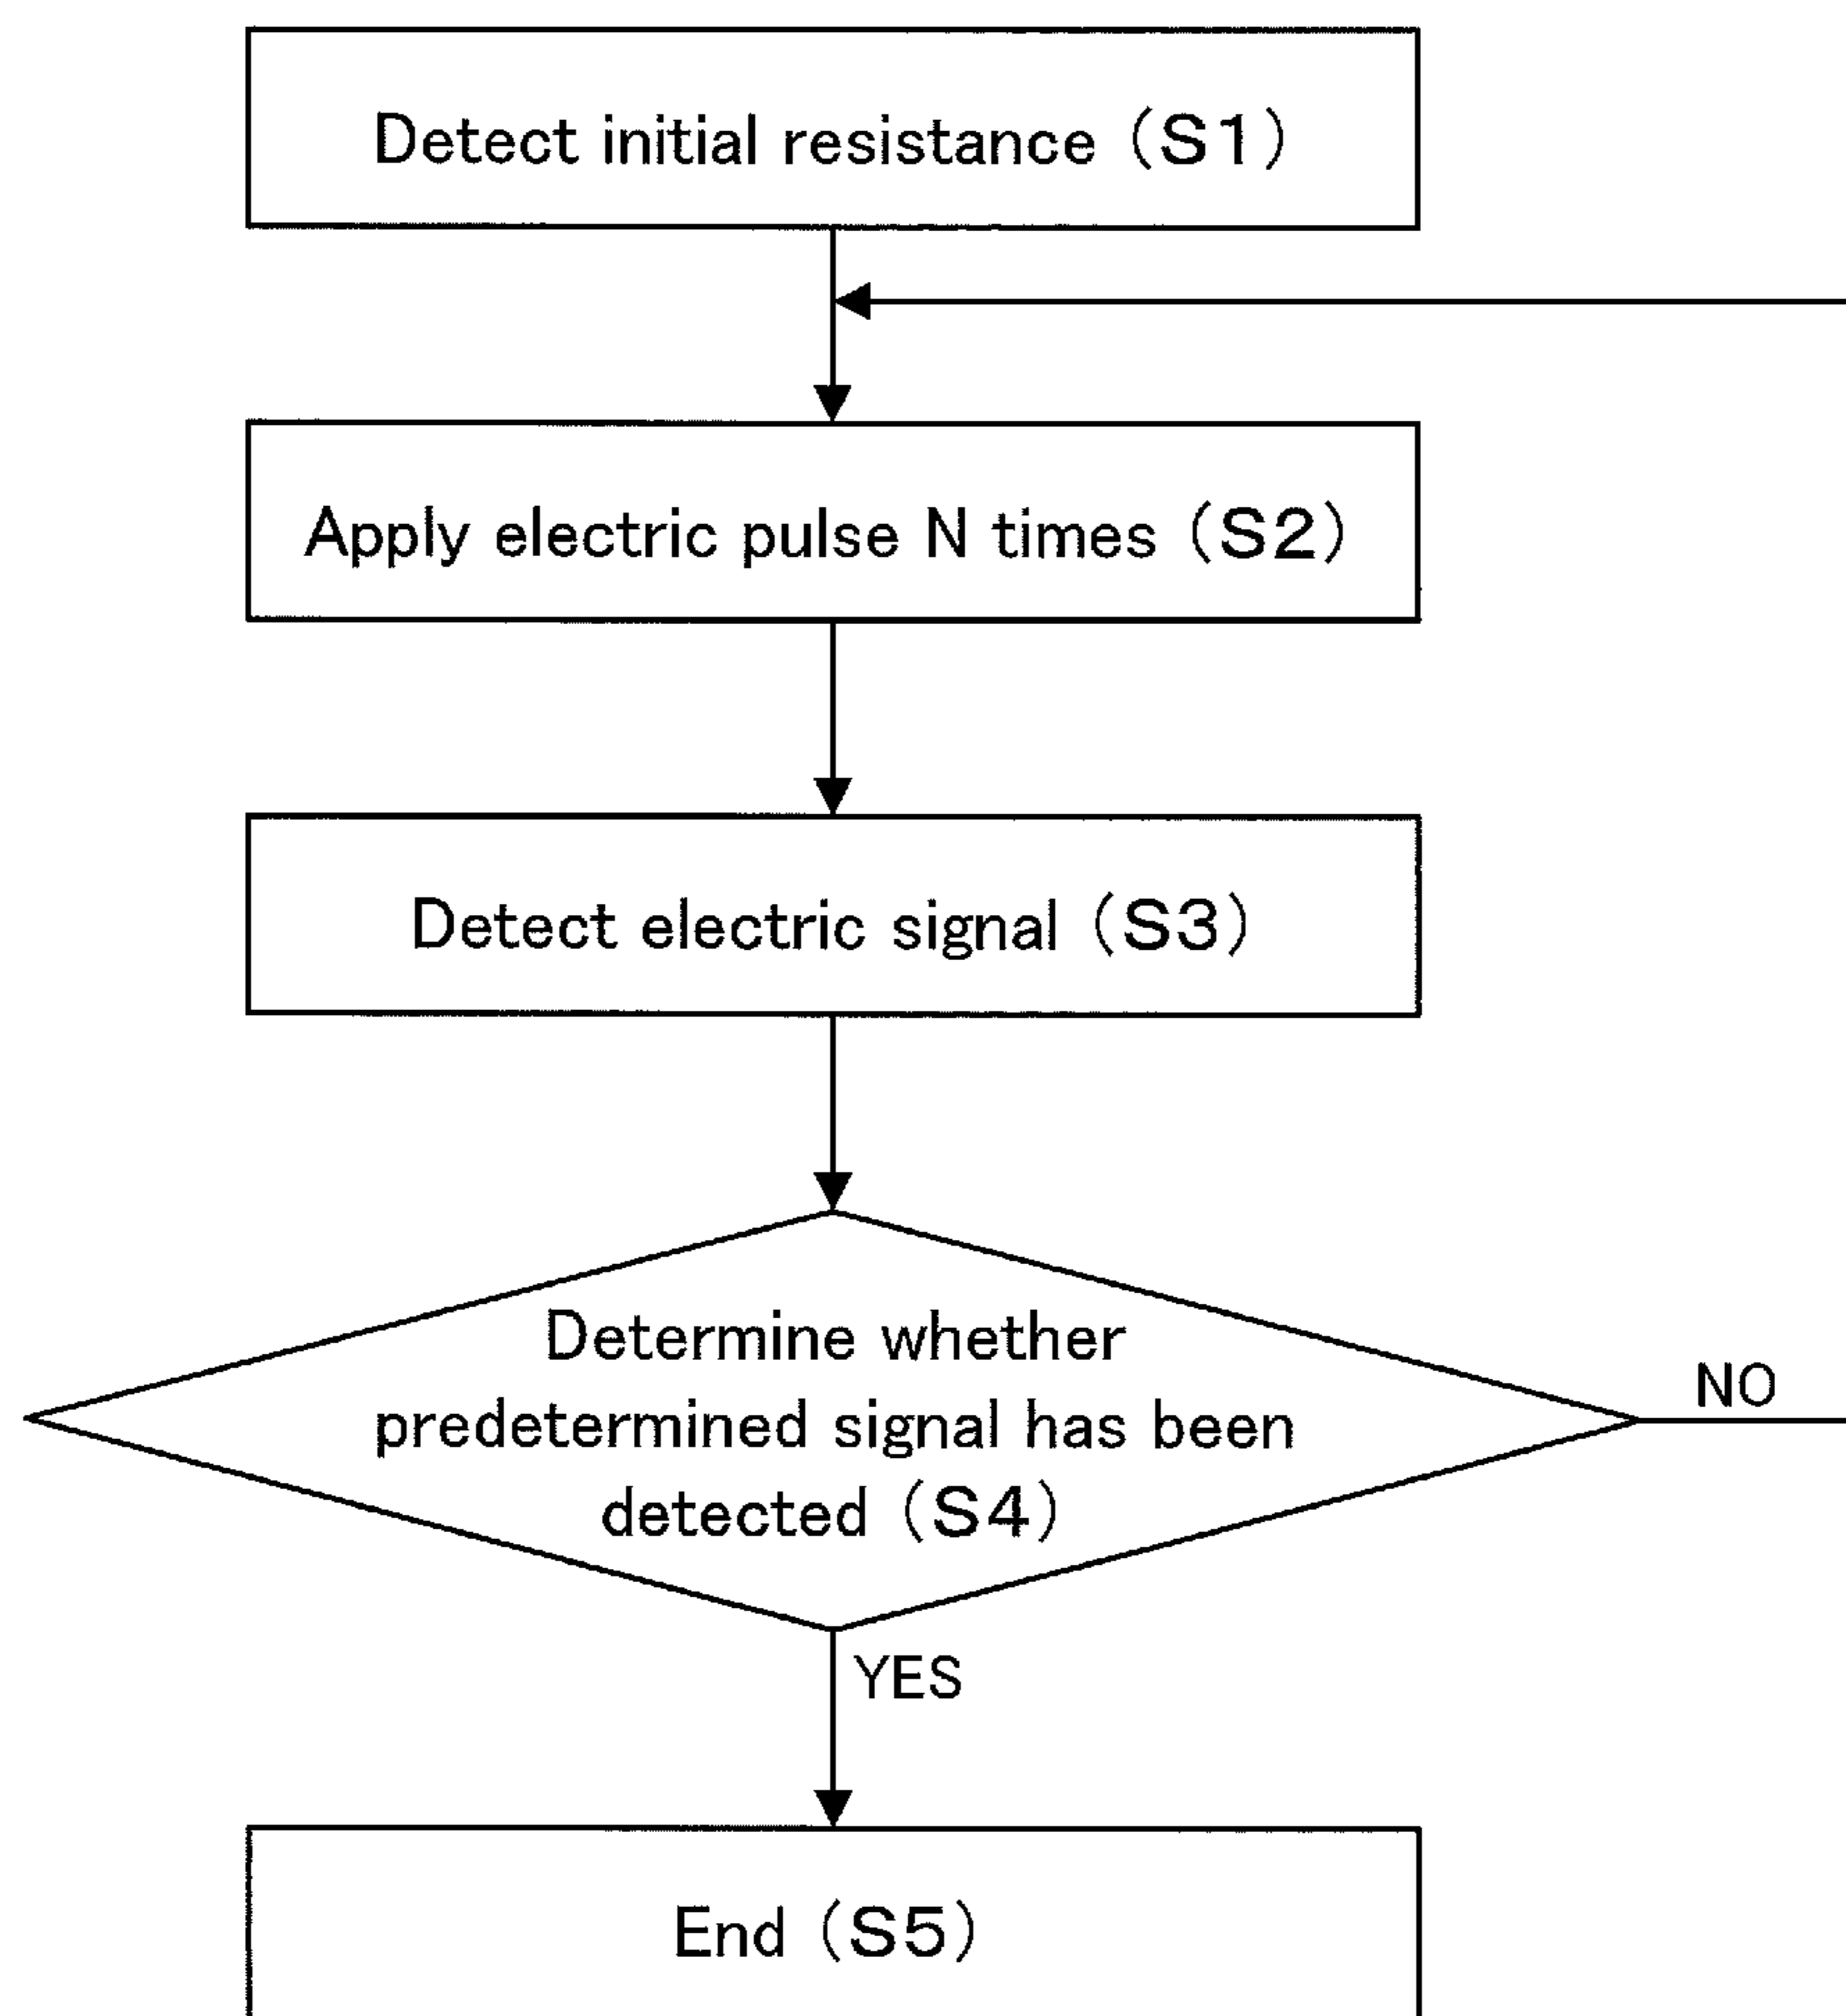 Detect initial resistance (S1)
Apply electric pulse N times (S2)
Detect electric signal (S3)
Determine whether
predetermined signal has been
detected (S4)
NO
YES
End (S5)